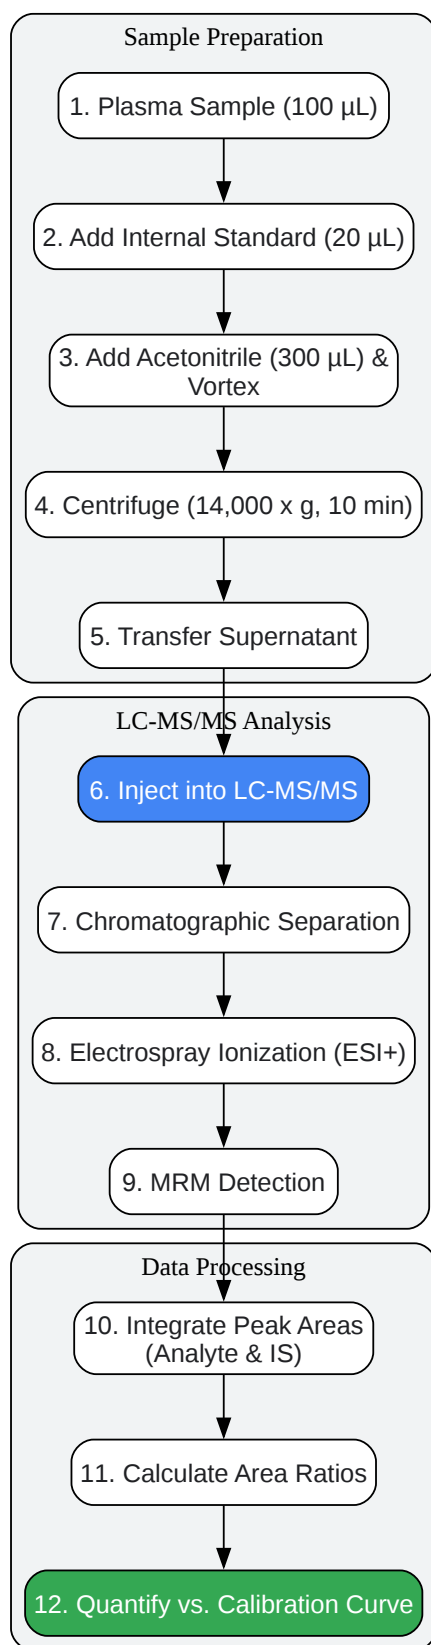 Sample Preparation
1. Plasma Sample (100 µL)
2. Add Internal Standard (20 µL)
3. Add Acetonitrile (300 µL) &
Vortex
4. Centrifuge (14,000 x g, 10 min)
5. Transfer Supernatant
LC-MS/MS Analysis
6. Inject into LC-MS/MS
7. Chromatographic Separation
8. Electrospray Ionization (ESI+)
9. MRM Detection
Data Processing
10. Integrate Peak Areas
(Analyte & IS)
11. Calculate Area Ratios
12. Quantify vs. Calibration Curve